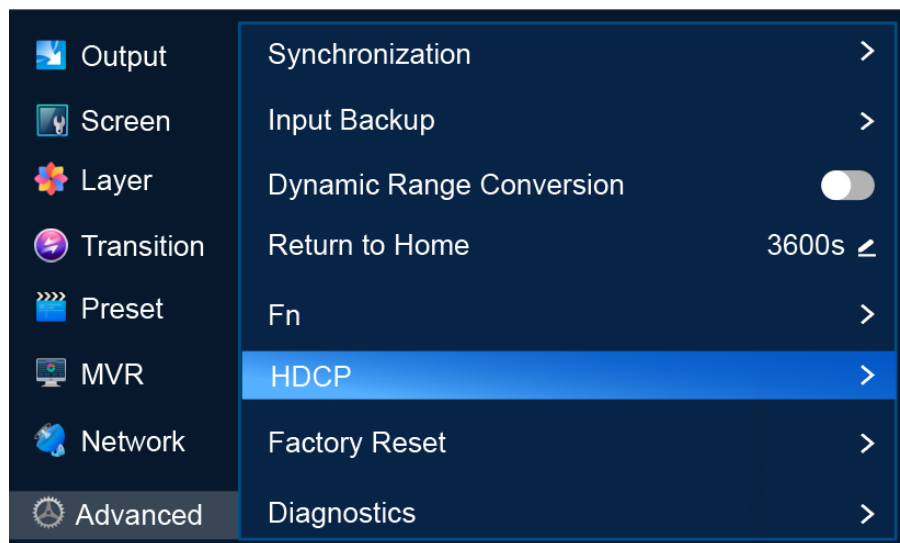 Output
Screen
Layer
Transition
Preset
MVR
Network
Advanced
Synchronization
Input Backup
Dynamic Range Conversion
Return to Home 3600s
Fn
HDCP
Factory Reset
Diagnostics